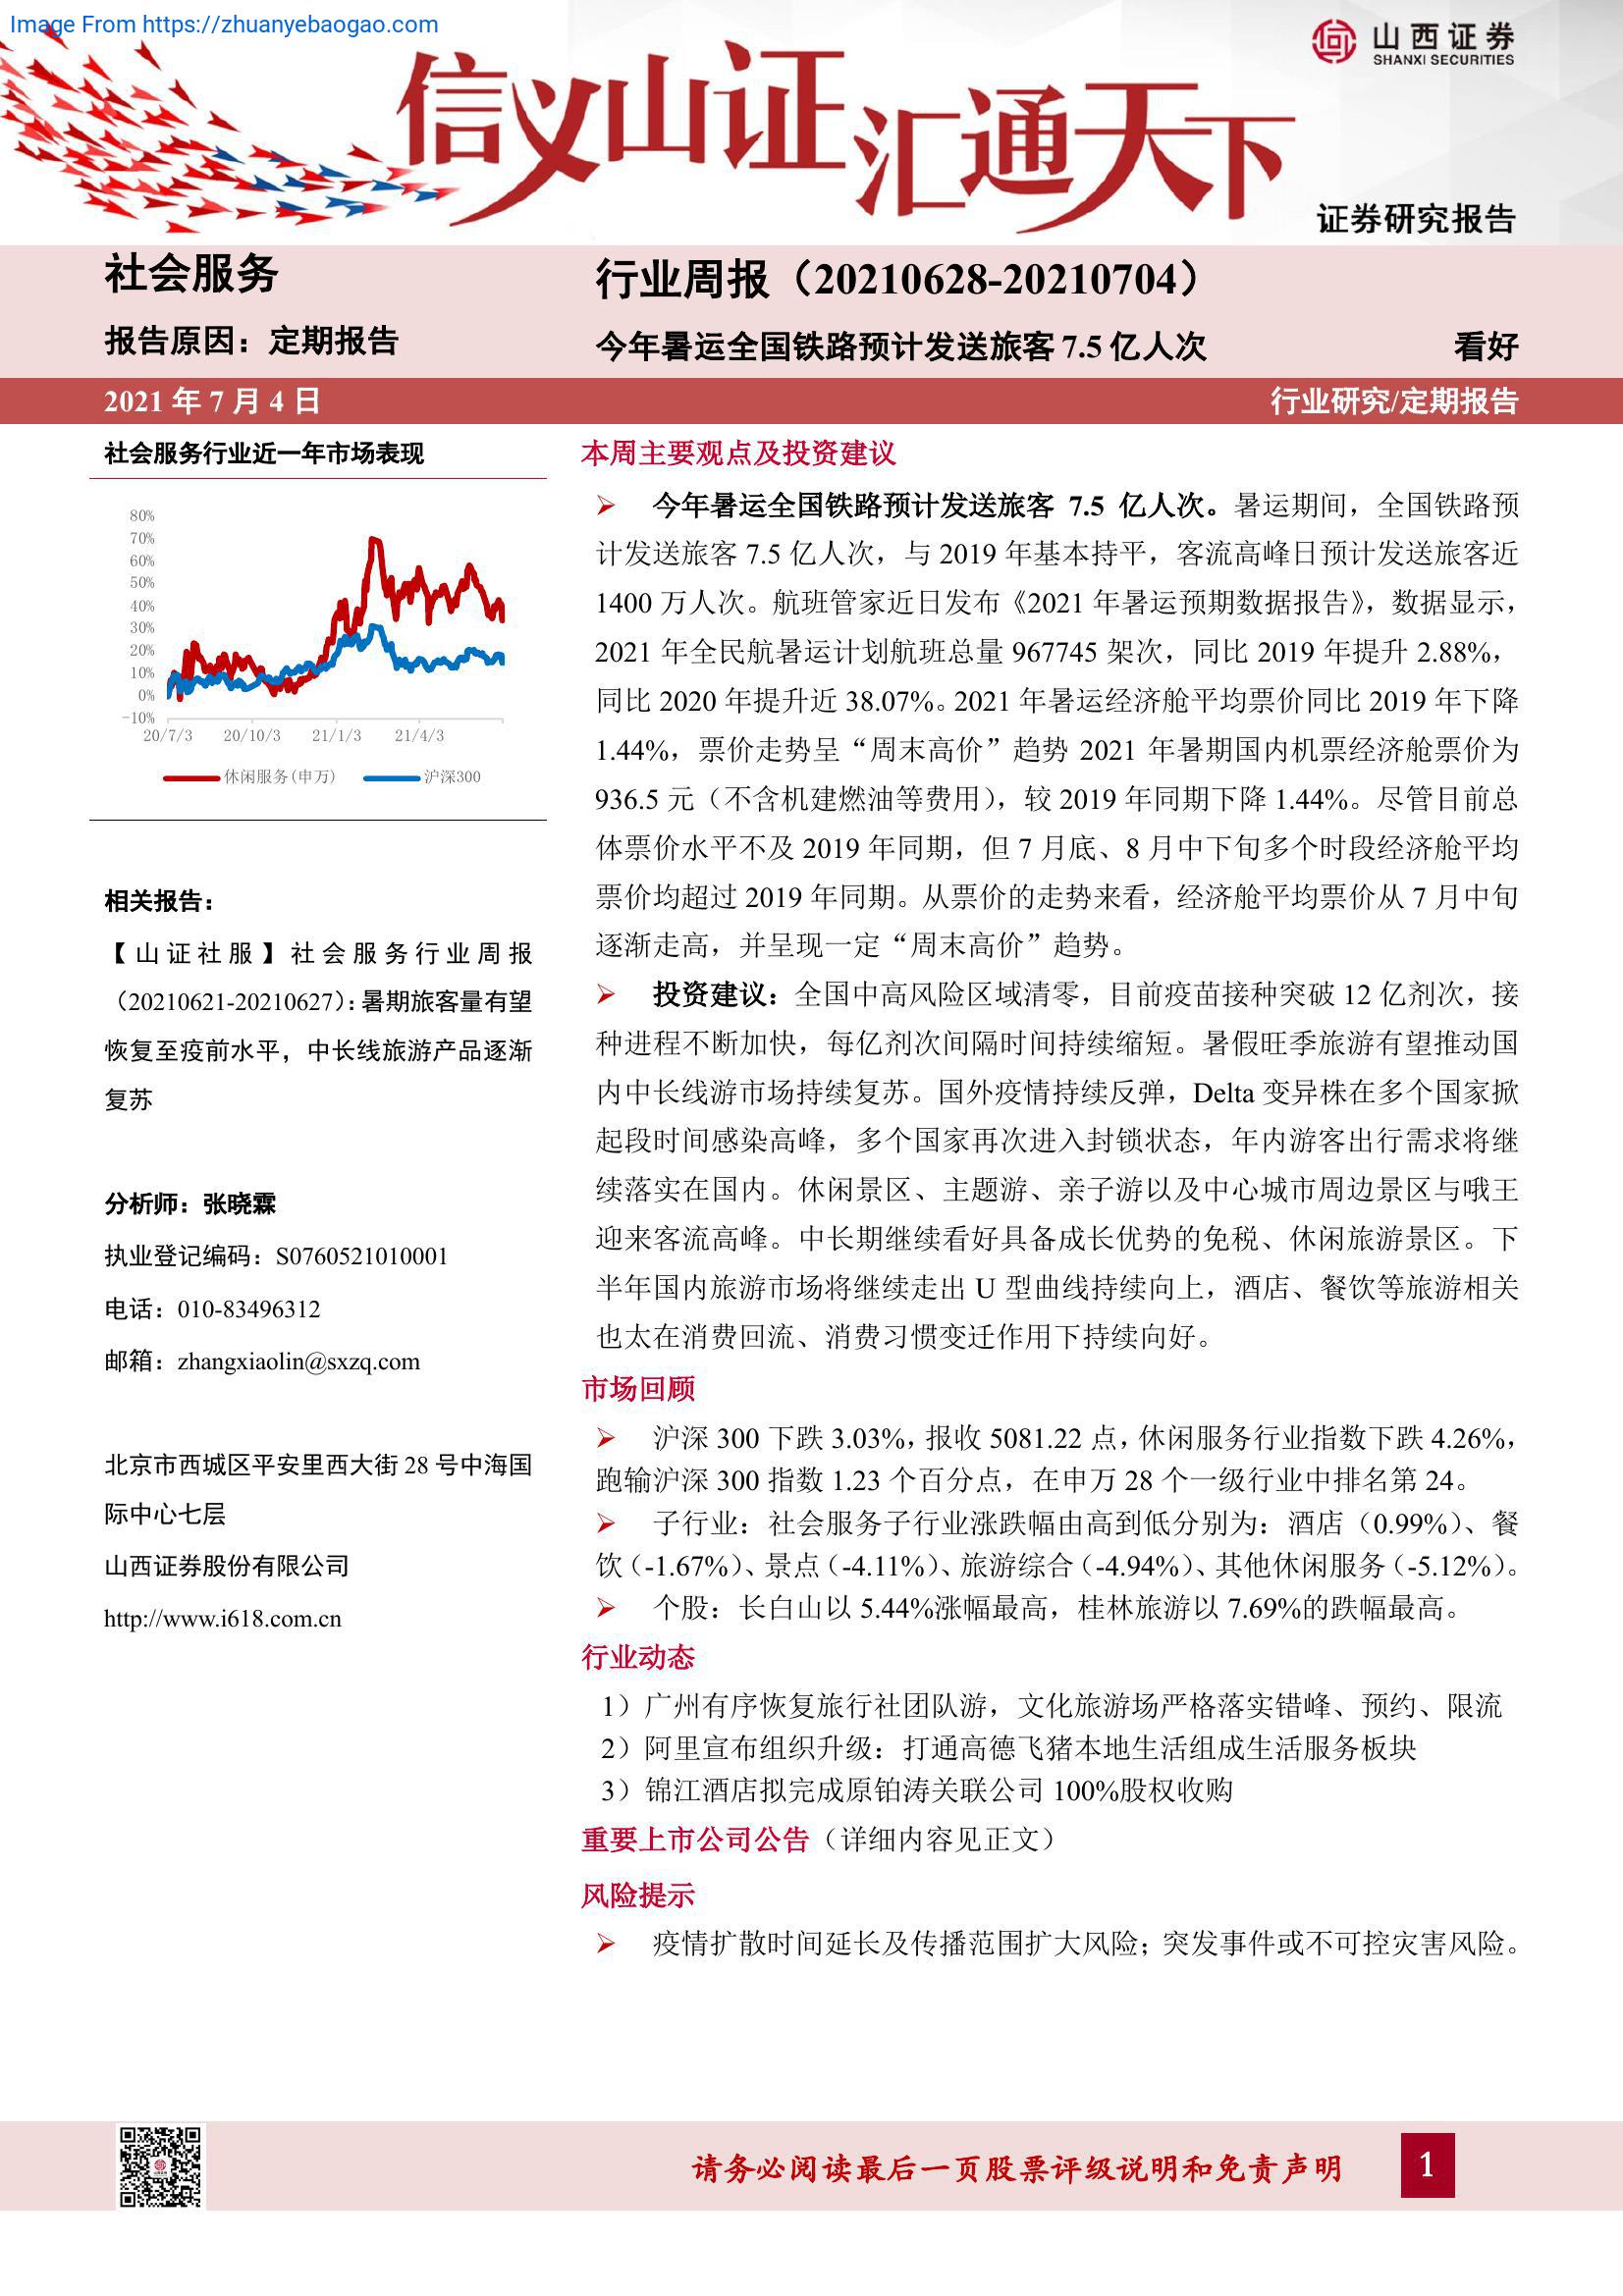 Image From https://zhuanyebaogao.com
信义山证 汇通天下
山西证券
SHANXI SECURITIES
证券研究报告
社会服务
报告原因：定期报告
行业周报（20210628-20210704）
今年暑运全国铁路预计发送旅客 7.5 亿人次
看好
2021 年 7 月 4 日
行业研究/定期报告
社会服务行业近一年市场表现
80%
70%
60%
50%
40%
30%
20%
10%
0%
-10%
20/7/3 20/10/3 21/1/3 21/4/3
休闲服务(申万) 沪深300
相关报告：
【山证社服】社会服务行业周报
（20210621-20210627）：暑期旅客量有望
恢复至疫前水平，中长线旅游产品逐渐
复苏
分析师：张晓霖
执业登记编码：S0760521010001
电话：010-83496312
邮箱：zhangxiaolin@sxzq.com
北京市西城区平安里西大街 28 号中海国
际中心七层
山西证券股份有限公司
http://www.i618.com.cn
本周主要观点及投资建议
➢ 今年暑运全国铁路预计发送旅客 7.5 亿人次。暑运期间，全国铁路预
计发送旅客 7.5 亿人次，与 2019 年基本持平，客流高峰日预计发送旅客近
1400 万人次。航班管家近日发布《2021 年暑运预期数据报告》，数据显示，
2021 年全民航暑运计划航班总量 967745 架次，同比 2019 年提升 2.88%，
同比 2020 年提升近 38.07%。2021 年暑运经济舱平均票价同比 2019 年下降
1.44%，票价走势呈“周末高价”趋势 2021 年暑期国内机票经济舱票价为
936.5 元（不含机建燃油等费用），较 2019 年同期下降 1.44%。尽管目前总
体票价水平不及 2019 年同期，但 7 月底、8 月中下旬多个时段经济舱平均
票价均超过 2019 年同期。从票价的走势来看，经济舱平均票价从 7 月中旬
逐渐走高，并呈现一定“周末高价”趋势。
➢ 投资建议：全国中高风险区域清零，目前疫苗接种突破 12 亿剂次，接
种进程不断加快，每亿剂次间隔时间持续缩短。暑假旺季旅游有望推动国
内中长线游市场持续复苏。国外疫情持续反弹，Delta 变异株在多个国家掀
起段时间感染高峰，多个国家再次进入封锁状态，年内游客出行需求将继
续落实在国内。休闲景区、主题游、亲子游以及中心城市周边景区与哦王
迎来客流高峰。中长期继续看好具备成长优势的免税、休闲旅游景区。下
半年国内旅游市场将继续走出 U 型曲线持续向上，酒店、餐饮等旅游相关
也太在消费回流、消费习惯变迁作用下持续向好。
市场回顾
➢ 沪深 300 下跌 3.03%，报收 5081.22 点，休闲服务行业指数下跌 4.26%，
跑输沪深 300 指数 1.23 个百分点，在申万 28 个一级行业中排名第 24。
➢ 子行业：社会服务子行业涨跌幅由高到低分别为：酒店（0.99%）、餐
饮（-1.67%）、景点（-4.11%）、旅游综合（-4.94%）、其他休闲服务（-5.12%）。
➢ 个股：长白山以 5.44%涨幅最高，桂林旅游以 7.69%的跌幅最高。
行业动态
1）广州有序恢复旅行社团队游，文化旅游场严格落实错峰、预约、限流
2）阿里宣布组织升级：打通高德飞猪本地生活组成生活服务板块
3）锦江酒店拟完成原铂涛关联公司 100%股权收购
重要上市公司公告（详细内容见正文）
风险提示
➢ 疫情扩散时间延长及传播范围扩大风险；突发事件或不可控灾害风险。
请务必阅读最后一页股票评级说明和免责声明
1